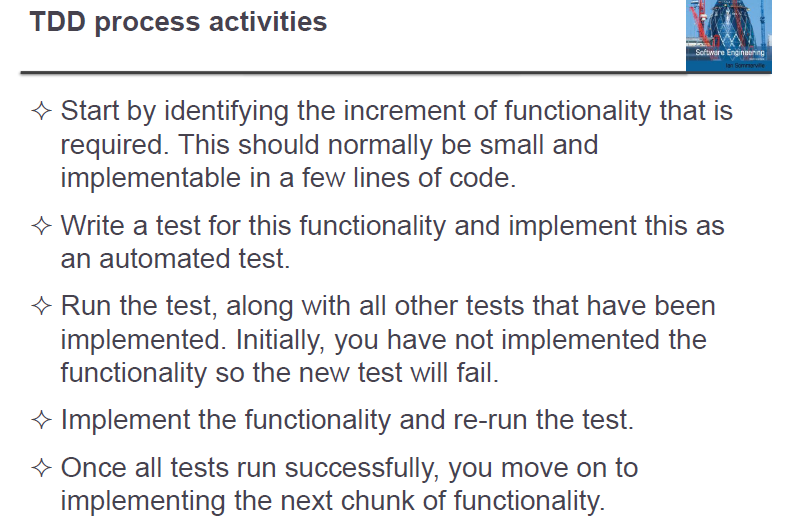 TDD process activities
Software Engineering
Ian Sommerville
Start by identifying the increment of functionality that is
required. This should normally be small and
implementable in a few lines of code.
Write a test for this functionality and implement this as
an automated test.
Run the test, along with all other tests that have been
implemented. Initially, you have not implemented the
functionality so the new test will fail.
Implement the functionality and re-run the test.
Once all tests run successfully, you move on to
implementing the next chunk of functionality.